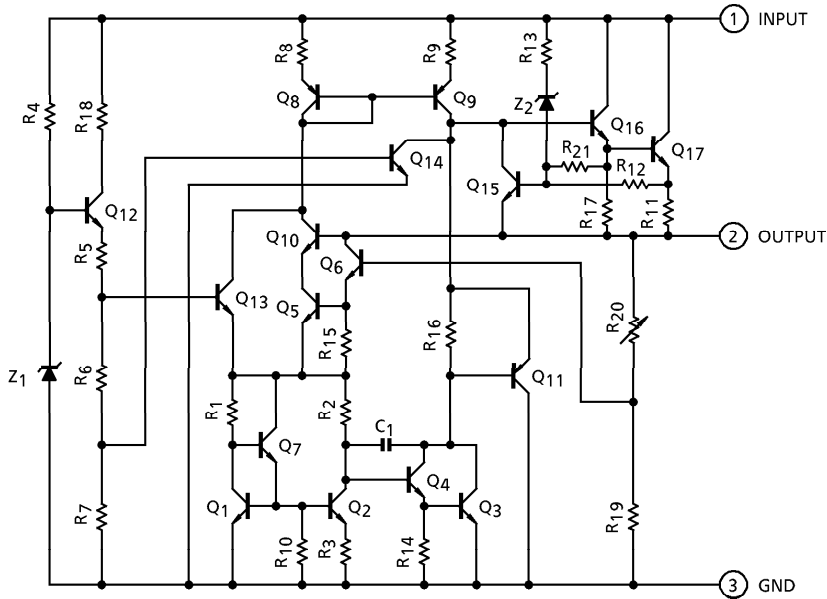 1 INPUT
R8
R9
R13
R4
R18
Q8
Q9
Z2
Q16
Q14
R21
Q17
Q15
R12
Q12
R17
R11
R5
Q10
Q6
2 OUTPUT
Q13
Q5
R15
R16
R20
Z1
R6
Q11
R1
R2
C1
Q7
Q4
R7
Q1
Q2
Q3
R19
R10
R3
R14
3 GND